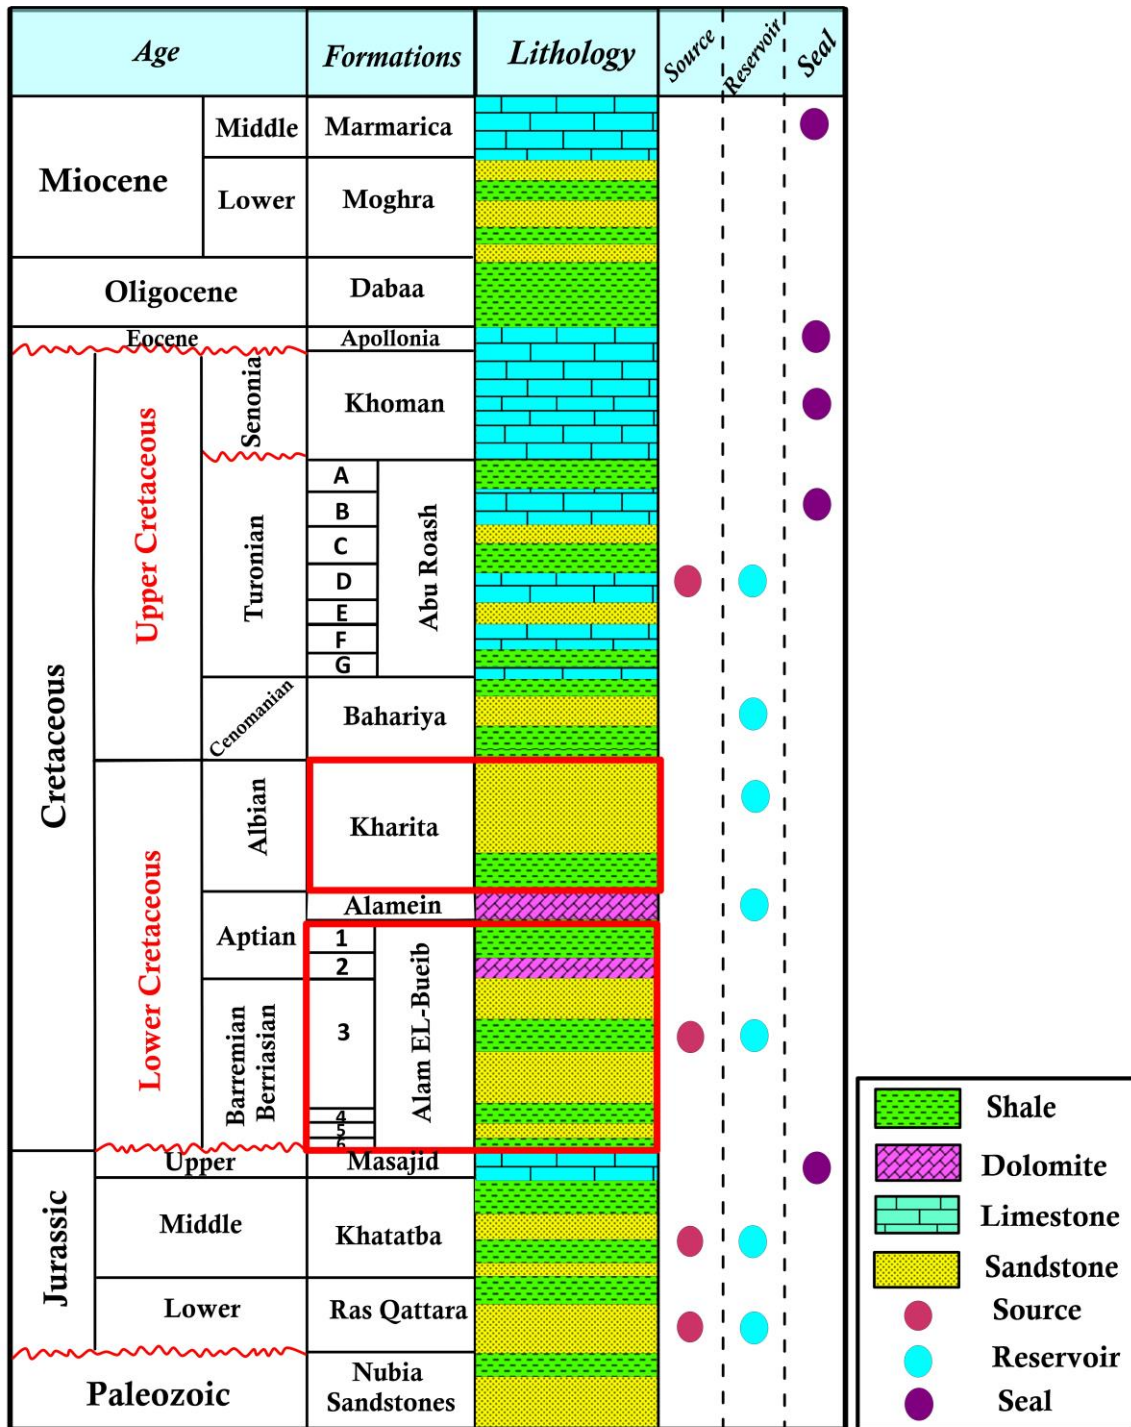 Age
Formations
Lithology
Source
Reservoir
Seal
Miocene
Middle
Marmarica
Lower
Moghra
Oligocene
Dabaa
Eocene
Apollonia
Cretaceous
Upper Cretaceous
Senonia
Khoman
Turonian
A
B
C
D
E
F
G
Abu Roash
Cenomanian
Bahariya
Lower Cretaceous
Albian
Kharita
Aptian
Alamein
1
2
3
4
5
6
Alam EL-Bueib
Barremian
Berriasian
Jurassic
Upper
Masajid
Middle
Khatatba
Lower
Ras Qattara
Paleozoic
Nubia
Sandstones
Shale
Dolomite
Limestone
Sandstone
Source
Reservoir
Seal